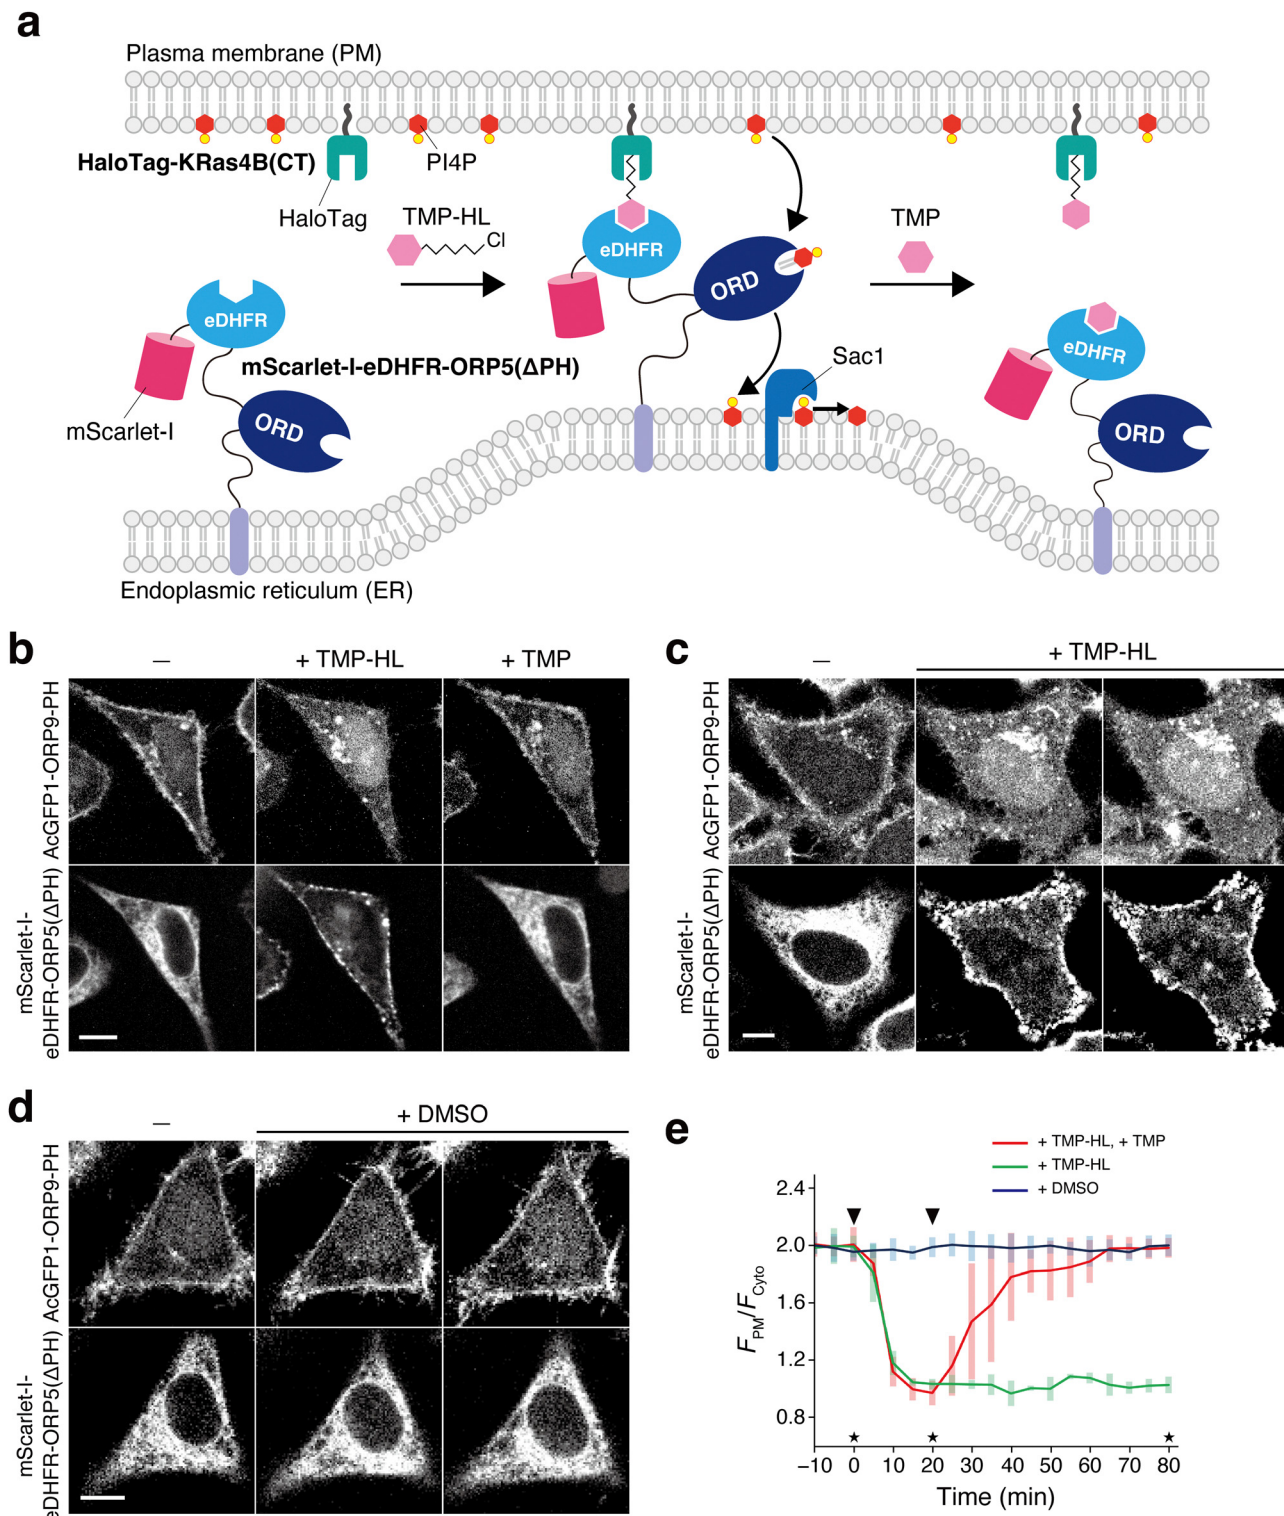 a
Plasma membrane (PM)
HaloTag-KRas4B(CT)
PI4P
HaloTag
TMP-HL
Cl
eDHFR
TMP
ORD
eDHFR
mScarlet-I-eDHFR-ORP5(ΔPH)
Sac1
eDHFR
mScarlet-I
ORD
ORD
Endoplasmic reticulum (ER)
b
–
+ TMP-HL
+ TMP
AcGFP1-ORP9-PH
mScarlet-I-
eDHFR-ORP5(ΔPH)
c
–
+ TMP-HL
AcGFP1-ORP9-PH
mScarlet-I-
eDHFR-ORP5(ΔPH)
d
–
+ DMSO
AcGFP1-ORP9-PH
mScarlet-I-
eDHFR-ORP5(ΔPH)
e
+ TMP-HL, + TMP
+ TMP-HL
+ DMSO
2.4
2.0
1.6
1.2
0.8
FPM/FCyto
−10 0 10 20 30 40 50 60 70 80
Time (min)